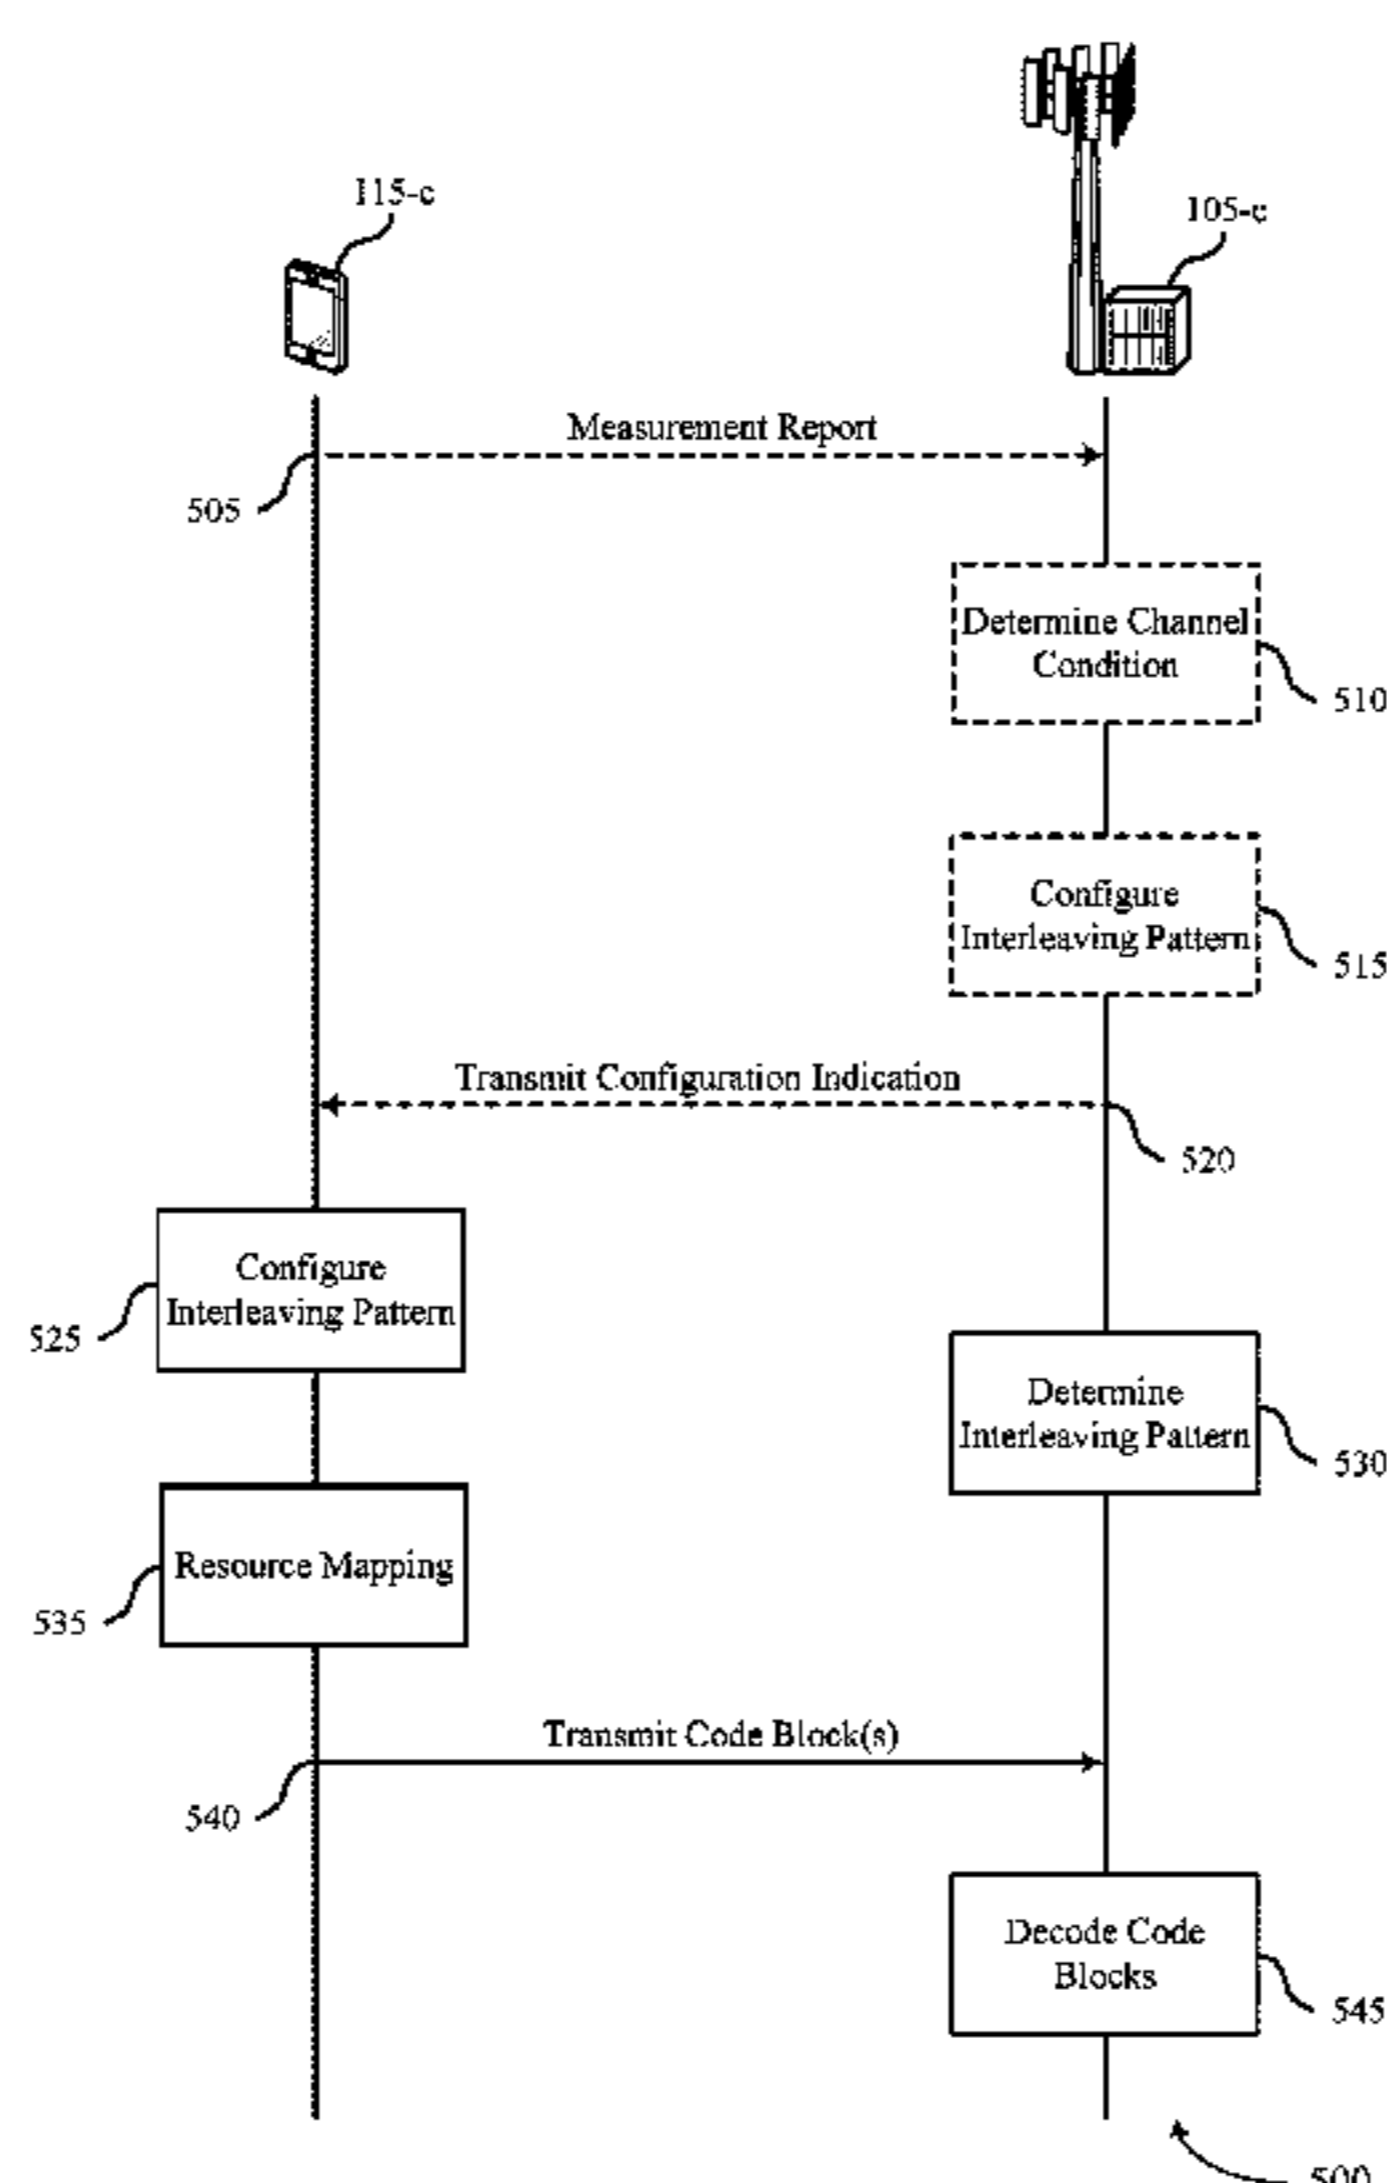 115-c
105-c
Measurement Report
505
Determine Channel
Condition
510
Configure
Interleaving Pattern
515
Transmit Configuration Indication
520
Configure
Interleaving Pattern
525
Determine
Interleaving Pattern
530
Resource Mapping
535
Transmit Code Block(s)
540
Decode Code
Blocks
545
500